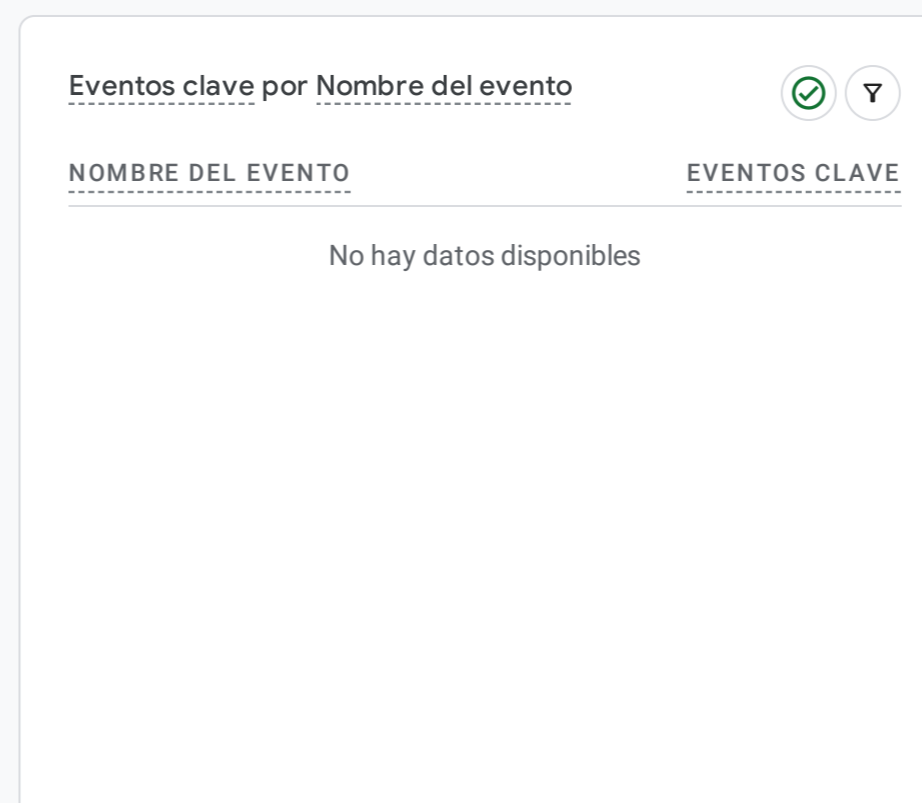 Eventos clave por Nombre del evento
NOMBRE DEL EVENTO EVENTOS CLAVE
No hay datos disponibles